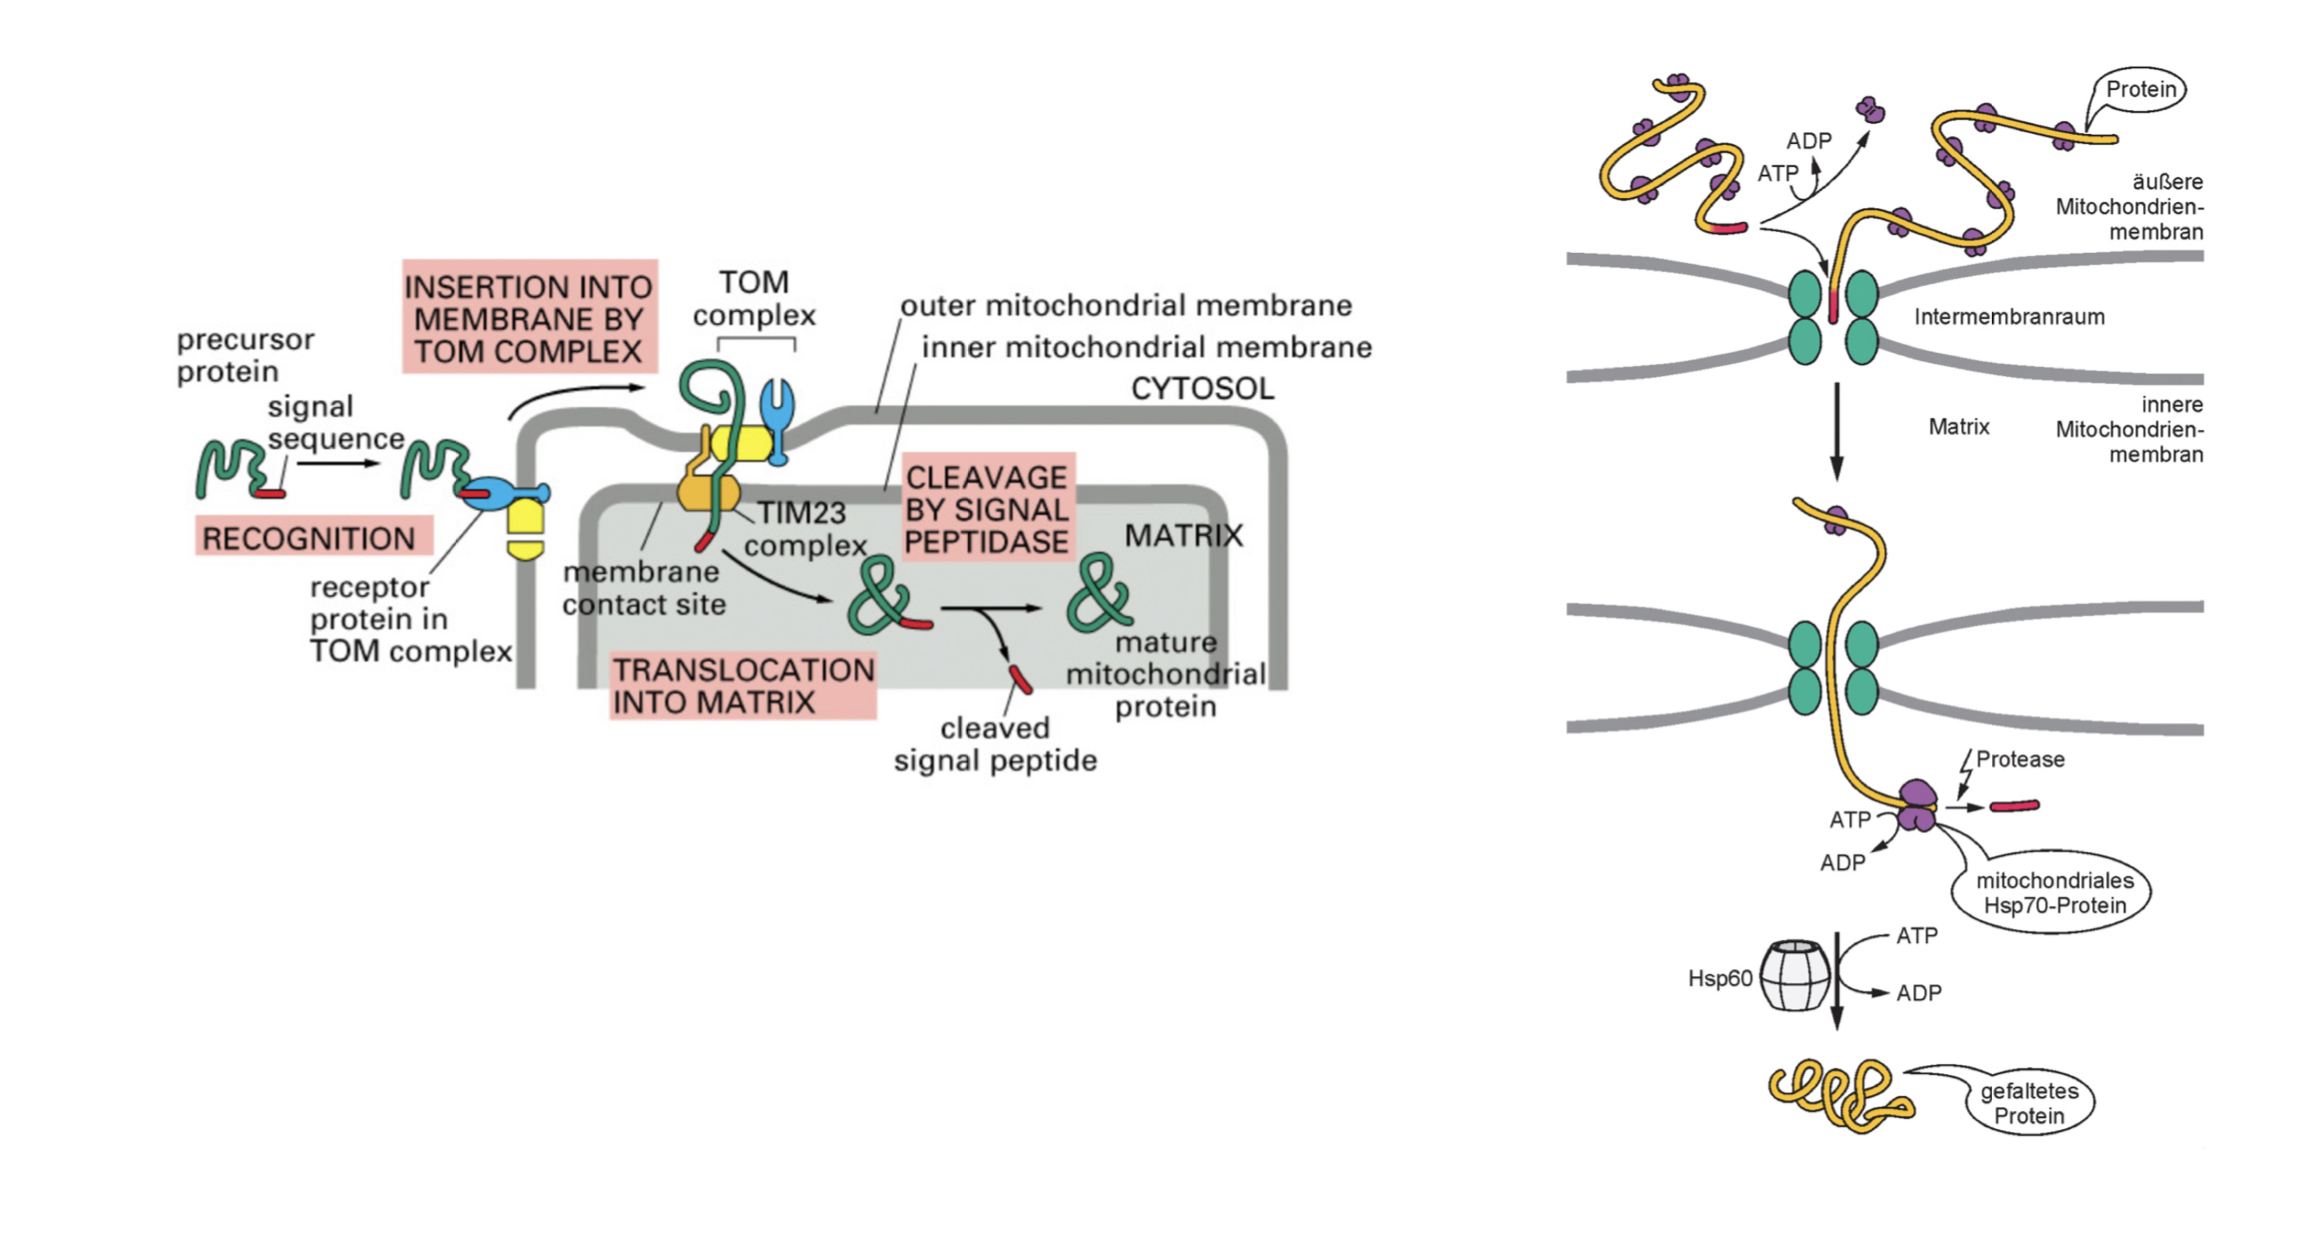 INSERTION INTO
MEMBRANE BY
TOM COMPLEX
TOM
complex
outer mitochondrial membrane
inner mitochondrial membrane
CYTOSOL
precursor
protein
signal
sequence
RECOGNITION
receptor
protein in
TOM complex
membrane
contact site
TIM23
complex
CLEAVAGE
BY SIGNAL
PEPTIDASE
MATRIX
TRANSLOCATION
INTO MATRIX
mature
mitochondrial
protein
cleaved
signal peptide
Protein
ADP
ATP
äußere
Mitochondrien-
membran
Intermembranraum
innere
Mitochondrien-
membran
Matrix
Protease
ATP
ADP
mitochondriales
Hsp70-Protein
Hsp60
ATP
ADP
gefaltetes
Protein